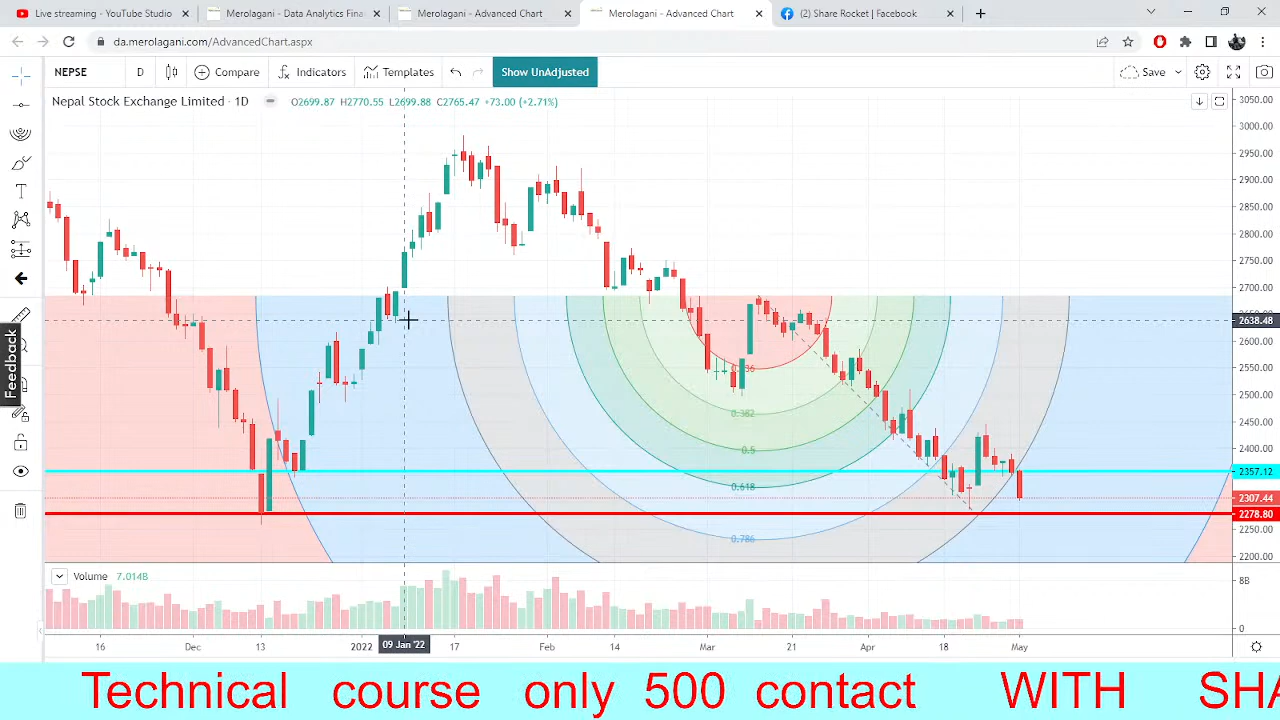 Live streaming - YouTube Studio
Merolagani - Data Analytics Fina
Merolagani - Advanced Chart
Merolagani - Advanced Chart
(2) Share Rocket | Facebook
da.merolagani.com/AdvancedChart.aspx
NEPSE
D
Compare
Indicators
Templates
Show UnAdjusted
Save
Nepal Stock Exchange Limited · 1D
O2699.87 H2770.55 L2699.88 C2765.47 +73.00 (+2.71%)
3050.00
3000.00
2950.00
2900.00
2850.00
2800.00
2750.00
2700.00
2638.48
2600.00
2550.00
2500.00
2450.00
2400.00
2357.12
2307.44
2278.80
2250.00
2200.00
0.382
0.5
0.618
0.786
Feedback
Volume 7.014B
8B
0
16
Dec
13
2022
09 Jan '22
17
Feb
14
Mar
21
Apr
18
May
Technical course only 500 contact WITH SHA